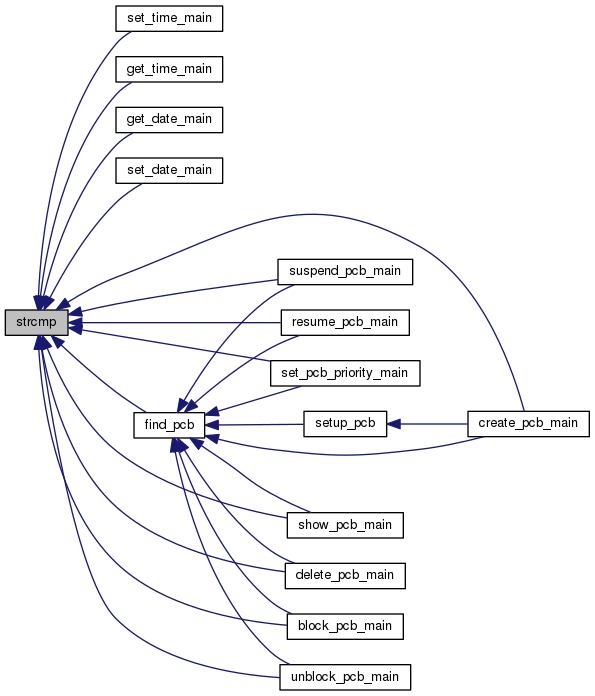 set_time_main
get_time_main
get_date_main
set_date_main
suspend_pcb_main
strcmp
resume_pcb_main
set_pcb_priority_main
find_pcb
setup_pcb
create_pcb_main
show_pcb_main
delete_pcb_main
block_pcb_main
unblock_pcb_main